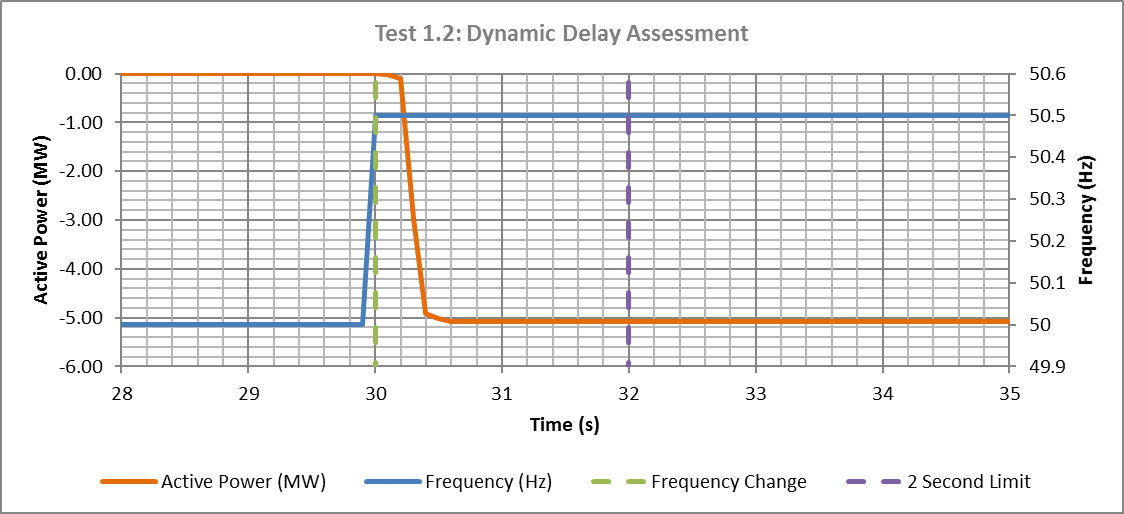 Test 1.2: Dynamic Delay Assessment
Active Power (MW)
0.00
-1.00
-2.00
-3.00
-4.00
-5.00
-6.00
50.6
50.5
50.4
50.3
50.2
50.1
50
49.9
Frequency (Hz)
28 29 30 31 32 33 34 35
Time (s)
Active Power (MW) Frequency (Hz) Frequency Change 2 Second Limit